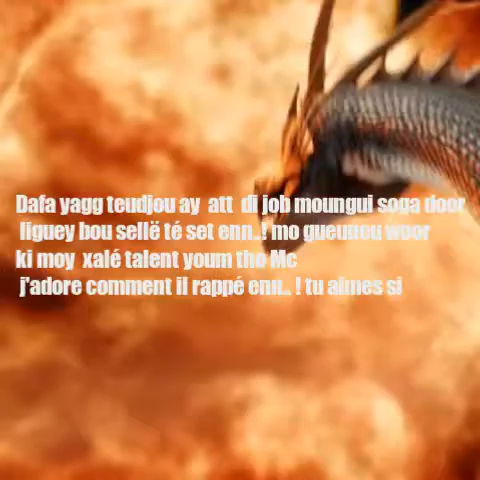 Dafa yagg teudjou ay att di job moungui soga door
liguey bou sellë té set enn..! mo gueuneu woor
ki moy xalé talent youm tho Mc
j'adore comment il rappé enn.. ! tu aimes si